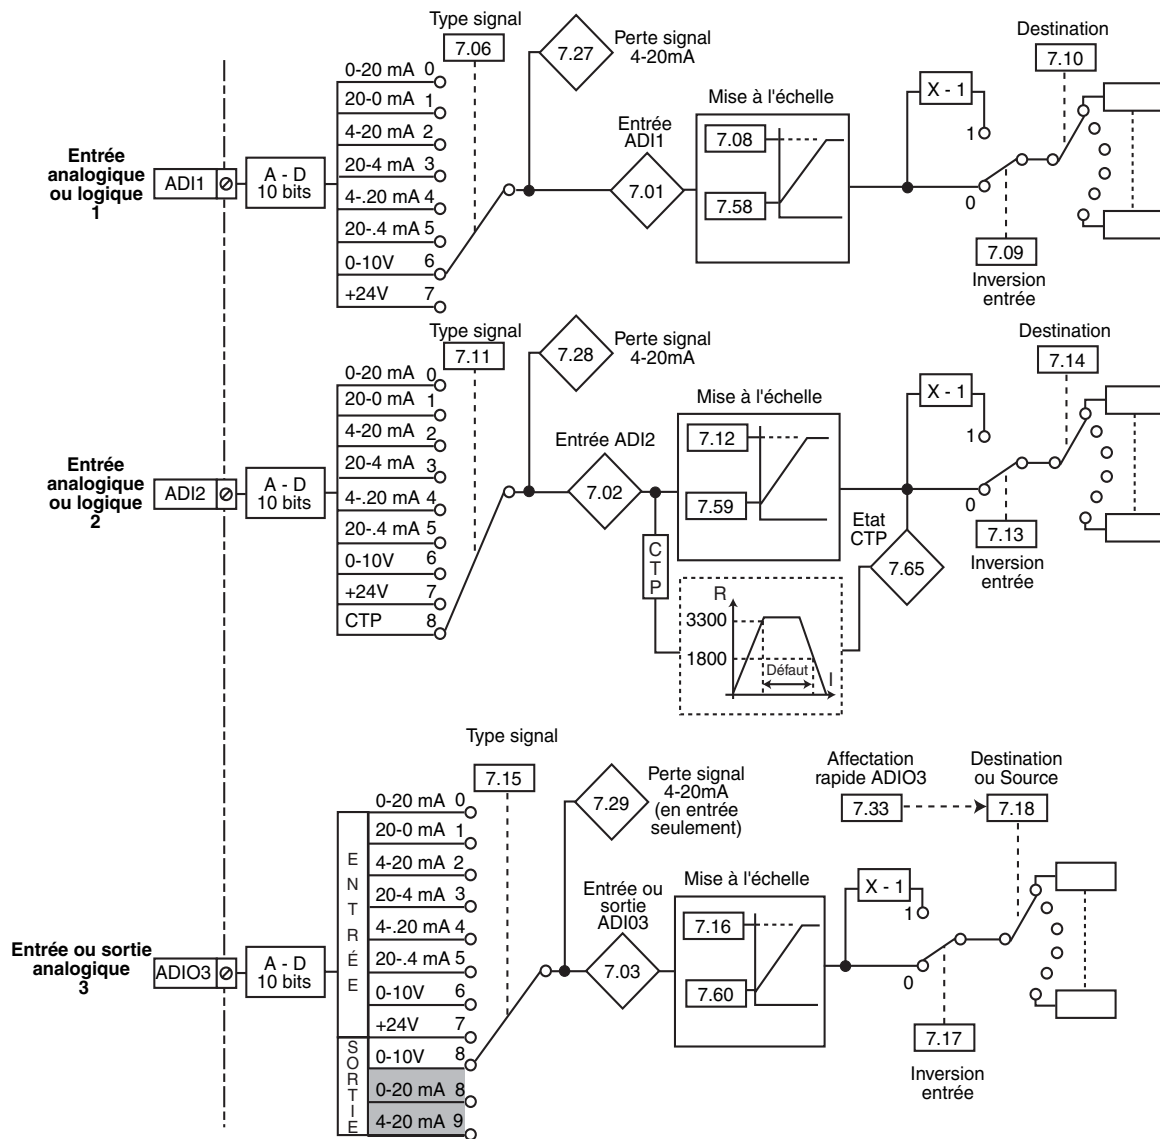 Type signal
7.06
7.27
Perte signal
4-20mA
Destination
7.10
0-20 mA 0
20-0 mA 1
4-20 mA 2
20-4 mA 3
4-.20 mA 4
20-.4 mA 5
0-10V 6
+24V 7
Entrée
analogique
ou logique
1
ADI1
A - D
10 bits
Entrée
ADI1
7.01
Mise à l'échelle
7.08
7.58
X - 1
1
0
7.09
Inversion
entrée
Type signal
7.11
7.28
Perte signal
4-20mA
Destination
7.14
0-20 mA 0
20-0 mA 1
4-20 mA 2
20-4 mA 3
4-.20 mA 4
20-.4 mA 5
0-10V 6
+24V 7
CTP 8
Entrée
analogique
ou logique
2
ADI2
A - D
10 bits
Entrée ADI2
7.02
Mise à l'échelle
7.12
7.59
X - 1
1
0
7.13
Inversion
entrée
CTP
Etat
CTP
7.65
R
3300
1800
Défaut
I
Type signal
7.15
7.29
Perte signal
4-20mA
(en entrée
seulement)
Affectation
rapide ADIO3
7.33
Destination
ou Source
7.18
ENTRÉE
0-20 mA 0
20-0 mA 1
4-20 mA 2
20-4 mA 3
4-.20 mA 4
20-.4 mA 5
0-10V 6
+24V 7
SORTIE
0-10V 8
0-20 mA 8
4-20 mA 9
Entrée ou sortie
analogique
3
ADIO3
A - D
10 bits
Entrée ou
sortie
ADI03
7.03
Mise à l'échelle
7.16
7.60
X - 1
1
0
7.17
Inversion
entrée